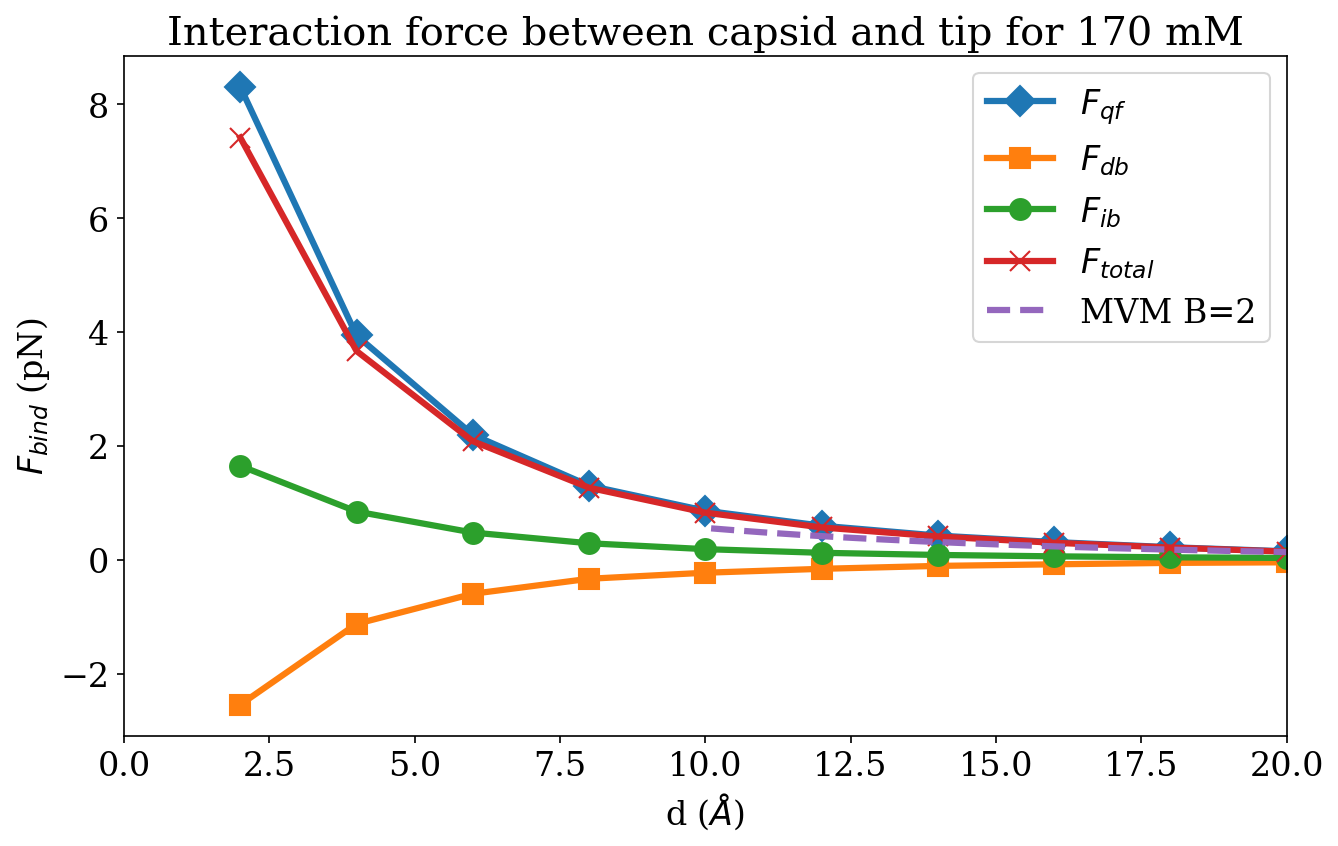 Interaction force between capsid and tip for 170 mM
F_bind (pN)
8
6
4
2
0
−2
F_qf
F_db
F_ib
F_total
MVM B=2
0.0 2.5 5.0 7.5 10.0 12.5 15.0 17.5 20.0
d (Å)